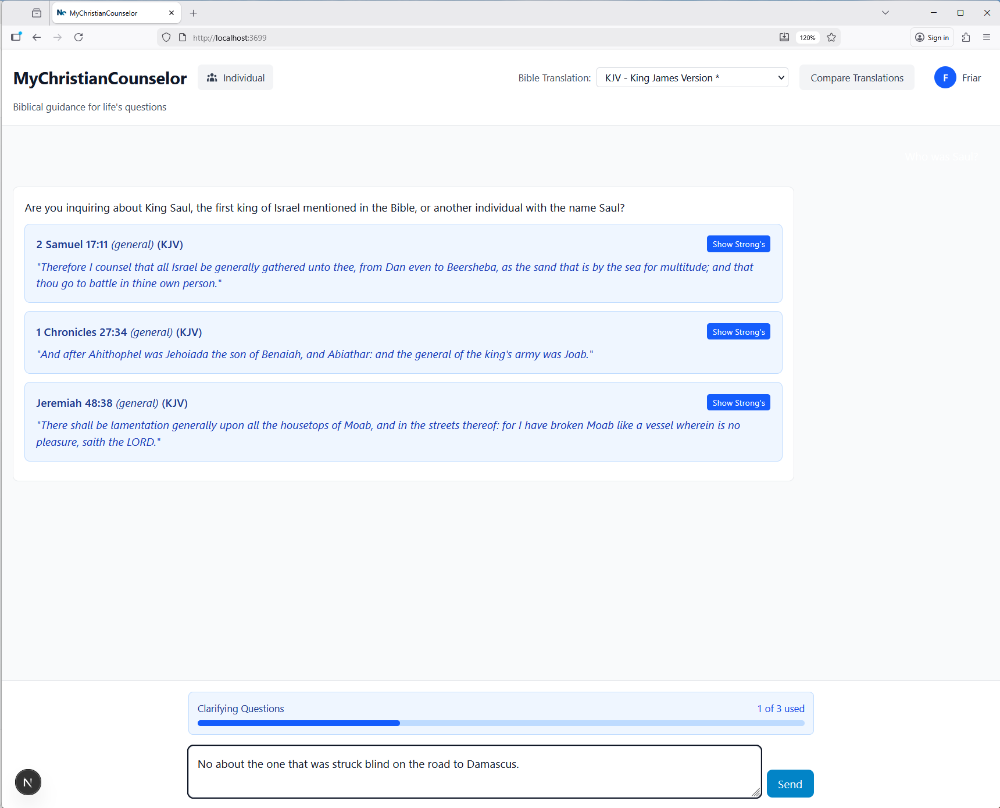 MyChristianCounselor
http://localhost:3699
120%
Sign in
MyChristianCounselor
Individual
Bible Translation:
KJV - King James Version *
Compare Translations
F
Friar
Biblical guidance for life's questions
Who was Saul?
Are you inquiring about King Saul, the first king of Israel mentioned in the Bible, or another individual with the name Saul?
2 Samuel 17:11 (general) (KJV)
Show Strong's
"Therefore I counsel that all Israel be generally gathered unto thee, from Dan even to Beersheba, as the sand that is by the sea for multitude; and that
thou go to battle in thine own person."
1 Chronicles 27:34 (general) (KJV)
Show Strong's
"And after Ahithophel was Jehoiada the son of Benaiah, and Abiathar: and the general of the king's army was Joab."
Jeremiah 48:38 (general) (KJV)
Show Strong's
"There shall be lamentation generally upon all the housetops of Moab, and in the streets thereof: for I have broken Moab like a vessel wherein is no
pleasure, saith the LORD."
Clarifying Questions
1 of 3 used
No about the one that was struck blind on the road to Damascus.
Send
N